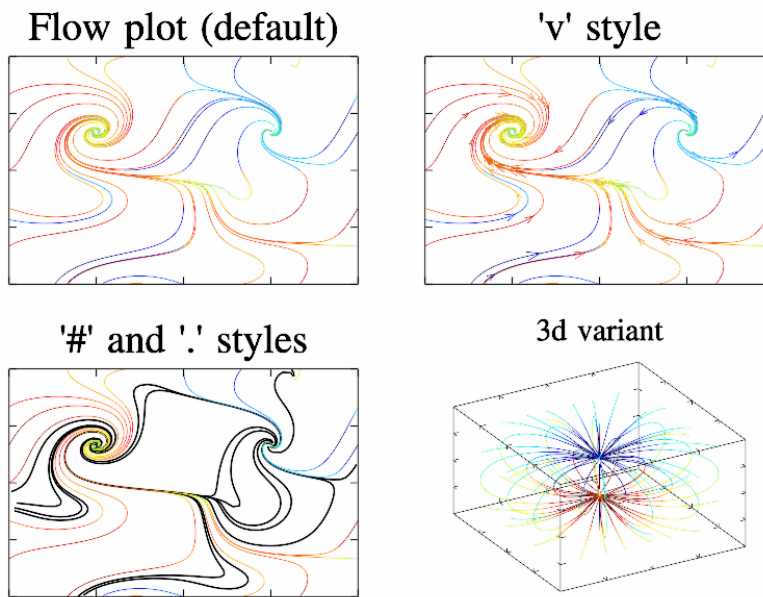 Flow plot (default)
'v' style
'#' and '.' styles
3d variant